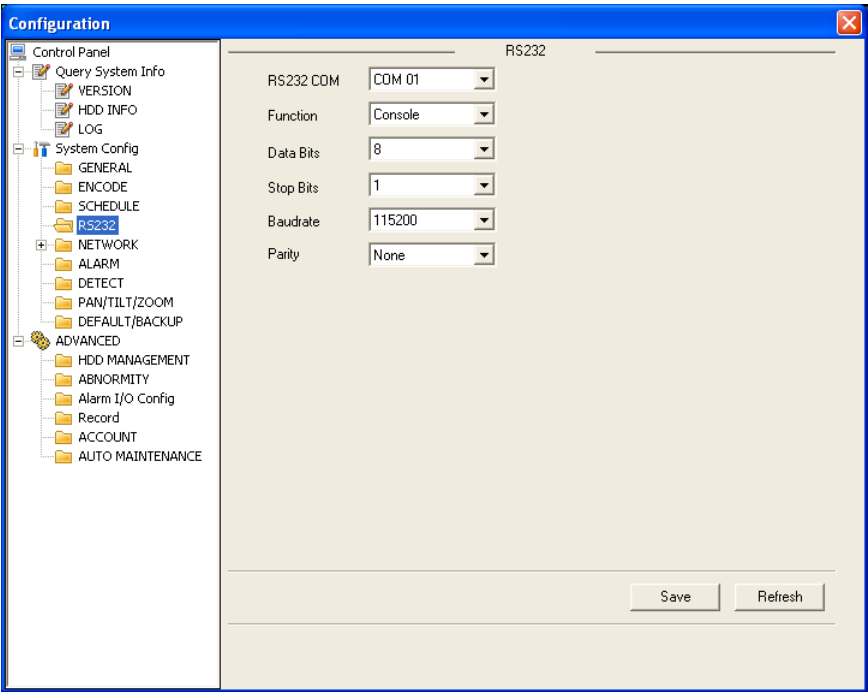 Configuration
Control Panel
Query System Info
VERSION
HDD INFO
LOG
System Config
GENERAL
ENCODE
SCHEDULE
RS232
NETWORK
ALARM
DETECT
PAN/TILT/ZOOM
DEFAULT/BACKUP
ADVANCED
HDD MANAGEMENT
ABNORMITY
Alarm I/O Config
Record
ACCOUNT
AUTO MAINTENANCE
RS232
RS232 COM COM 01
Function Console
Data Bits 8
Stop Bits 1
Baudrate 115200
Parity None
Save Refresh